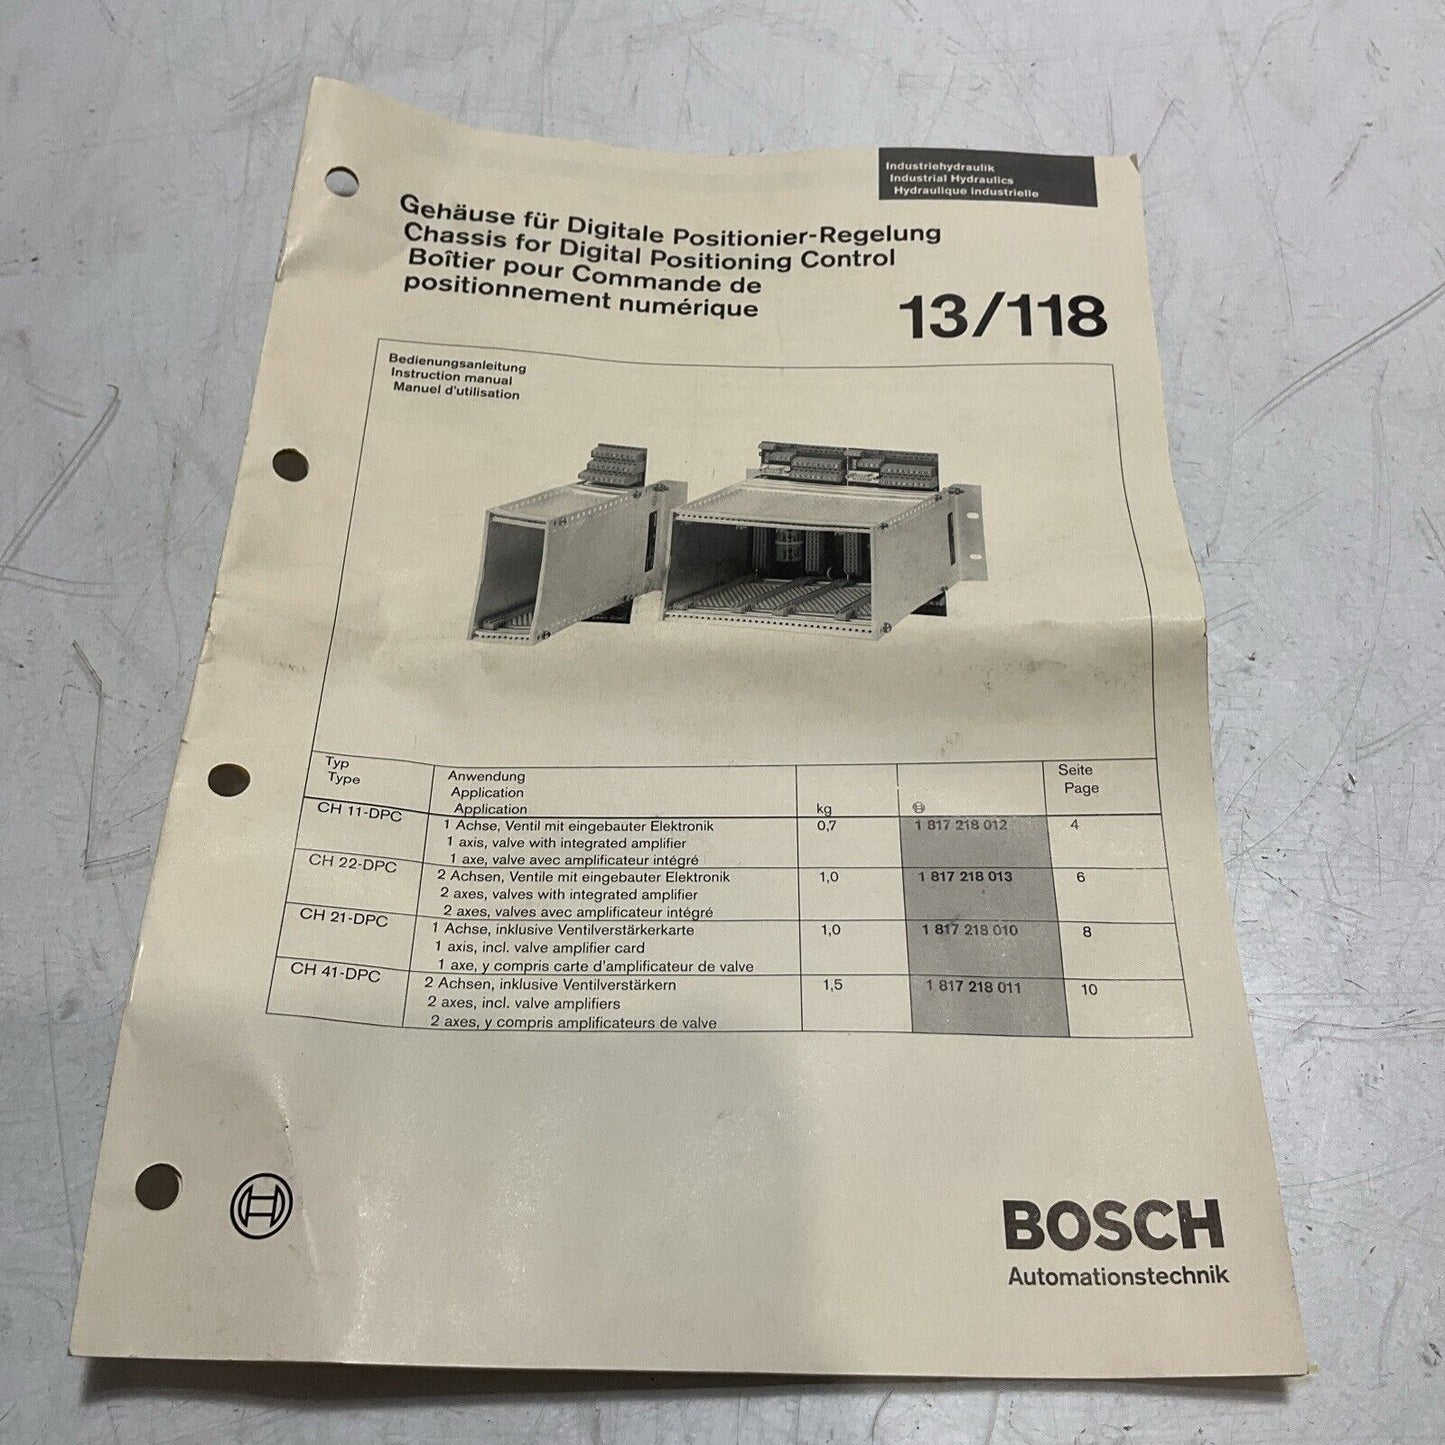 Industriehydraulik
Industrial Hydraulics
Hydraulique industrielle
Gehäuse für Digitale Positionier-Regelung
Chassis for Digital Positioning Control
Boîtier pour Commande de
positionnement numérique
13/118
Bedienungsanleitung
Instruction manual
Manuel d'utilisation
Typ
Type
Anwendung
Application
Application
kg
Seite
Page
CH 11-DPC
1 Achse, Ventil mit eingebauter Elektronik
1 axis, valve with integrated amplifier
1 axe, valve avec amplificateur intégré
0,7
1 817 218 012
4
CH 22-DPC
2 Achsen, Ventile mit eingebauter Elektronik
2 axes, valves with integrated amplifier
2 axes, valves avec amplificateur intégré
1,0
1 817 218 013
6
CH 21-DPC
1 Achse, inklusive Ventilverstärkerkarte
1 axis, incl. valve amplifier card
1 axe, y compris carte d'amplificateur de valve
1,0
1 817 218 010
8
CH 41-DPC
2 Achsen, inklusive Ventilverstärkern
2 axes, incl. valve amplifiers
2 axes, y compris amplificateurs de valve
1,5
1 817 218 011
10
BOSCH
Automationstechnik